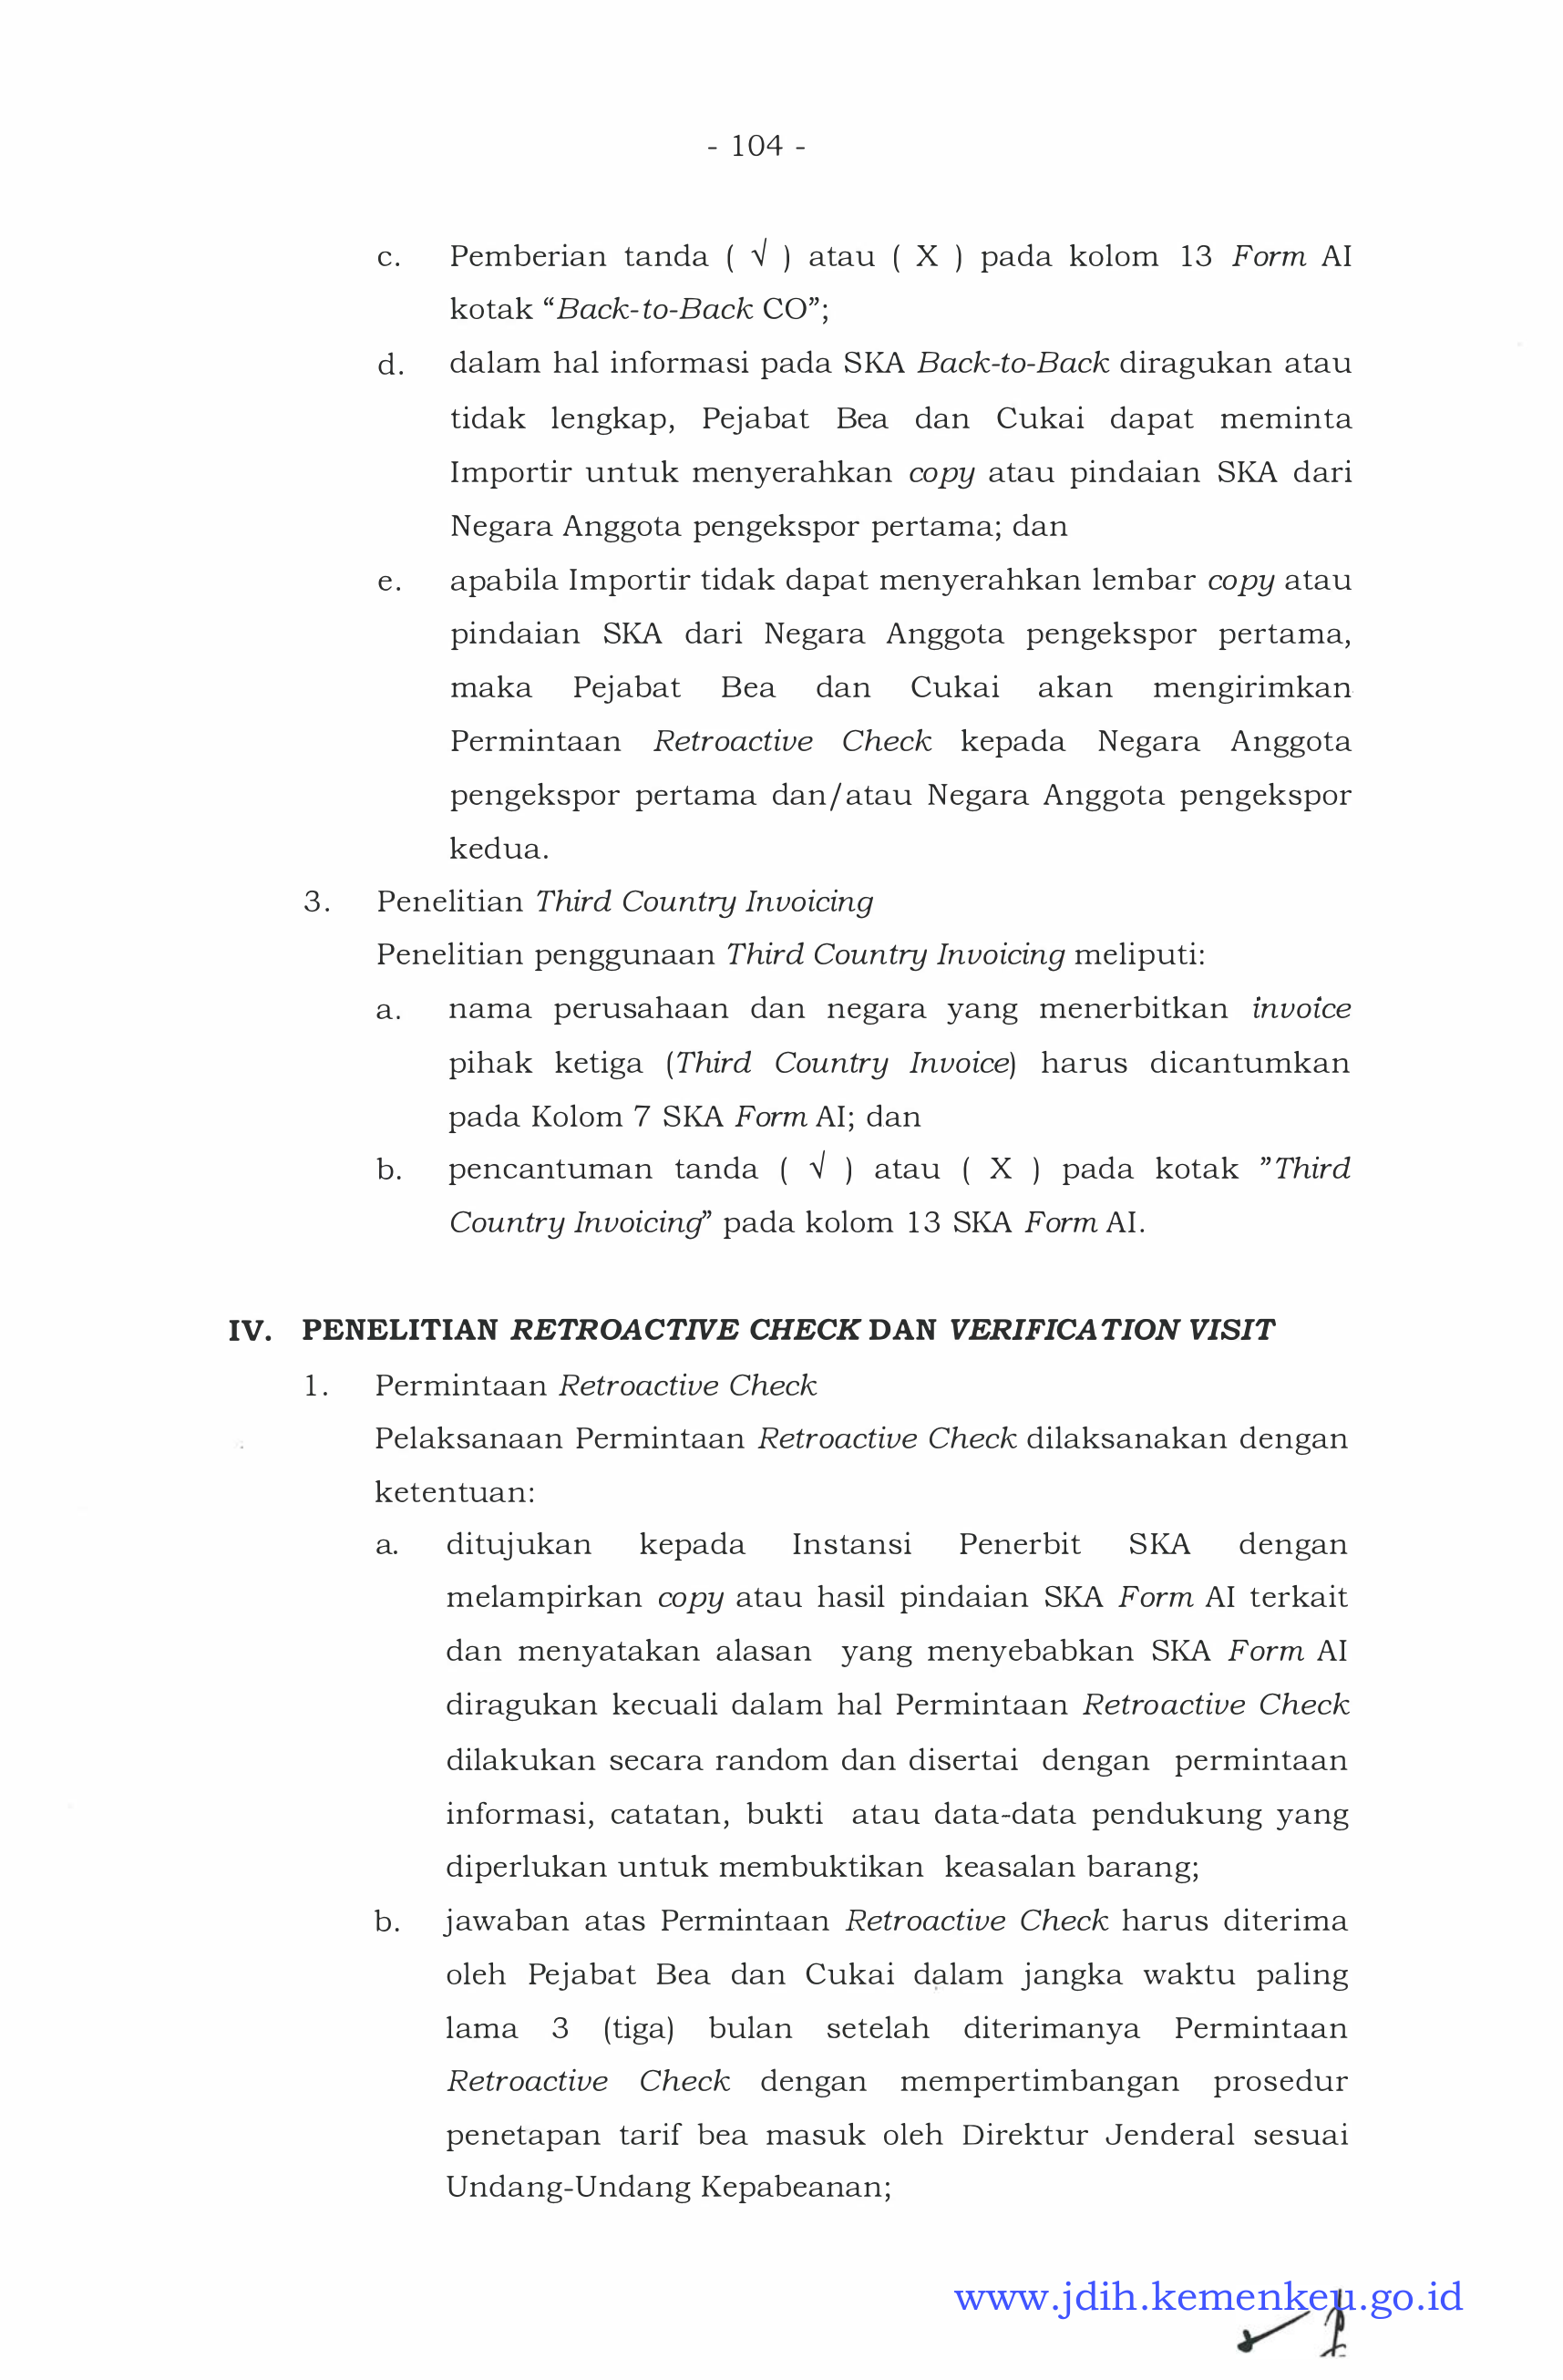 - 104 -
c. Pemberian tanda ( √ ) atau ( X ) pada kolom 13 Form AI
kotak “Back-to-Back CO”;
d. dalam hal informasi pada SKA Back-to-Back diragukan atau
tidak lengkap, Pejabat Bea dan Cukai dapat meminta
Importir untuk menyerahkan copy atau pindaian SKA dari
Negara Anggota pengekspor pertama; dan
e. apabila Importir tidak dapat menyerahkan lembar copy atau
pindaian SKA dari Negara Anggota pengekspor pertama,
maka Pejabat Bea dan Cukai akan mengirimkan
Permintaan Retroactive Check kepada Negara Anggota
pengekspor pertama dan/atau Negara Anggota pengekspor
kedua.
3. Penelitian Third Country Invoicing
Penelitian penggunaan Third Country Invoicing meliputi:
a. nama perusahaan dan negara yang menerbitkan invoice
pihak ketiga (Third Country Invoice) harus dicantumkan
pada Kolom 7 SKA Form AI; dan
b. pencantuman tanda ( √ ) atau ( X ) pada kotak ”Third
Country Invoicing” pada kolom 13 SKA Form AI.
IV. PENELITIAN RETROACTIVE CHECK DAN VERIFICATION VISIT
1. Permintaan Retroactive Check
Pelaksanaan Permintaan Retroactive Check dilaksanakan dengan
ketentuan:
a. ditujukan kepada Instansi Penerbit SKA dengan
melampirkan copy atau hasil pindaian SKA Form AI terkait
dan menyatakan alasan yang menyebabkan SKA Form AI
diragukan kecuali dalam hal Permintaan Retroactive Check
dilakukan secara random dan disertai dengan permintaan
informasi, catatan, bukti atau data-data pendukung yang
diperlukan untuk membuktikan keasalan barang;
b. jawaban atas Permintaan Retroactive Check harus diterima
oleh Pejabat Bea dan Cukai dalam jangka waktu paling
lama 3 (tiga) bulan setelah diterimanya Permintaan
Retroactive Check dengan mempertimbangan prosedur
penetapan tarif bea masuk oleh Direktur Jenderal sesuai
Undang-Undang Kepabeanan;
www.jdih.kemenkeu.go.id